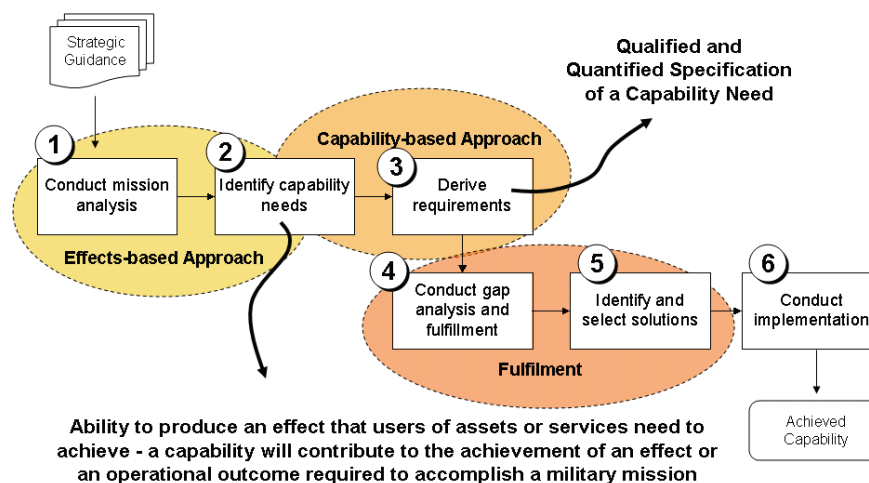 Strategic
Guidance
Qualified and
Quantified Specification
of a Capability Need
1
Conduct mission
analysis
2
Identify capability
needs
Capability-based Approach
3
Derive
requirements
Effects-based Approach
4
Conduct gap
analysis and
fulfillment
5
Identify and
select solutions
6
Conduct
implementation
Fulfilment
Achieved
Capability
Ability to produce an effect that users of assets or services need to
achieve - a capability will contribute to the achievement of an effect or
an operational outcome required to accomplish a military mission